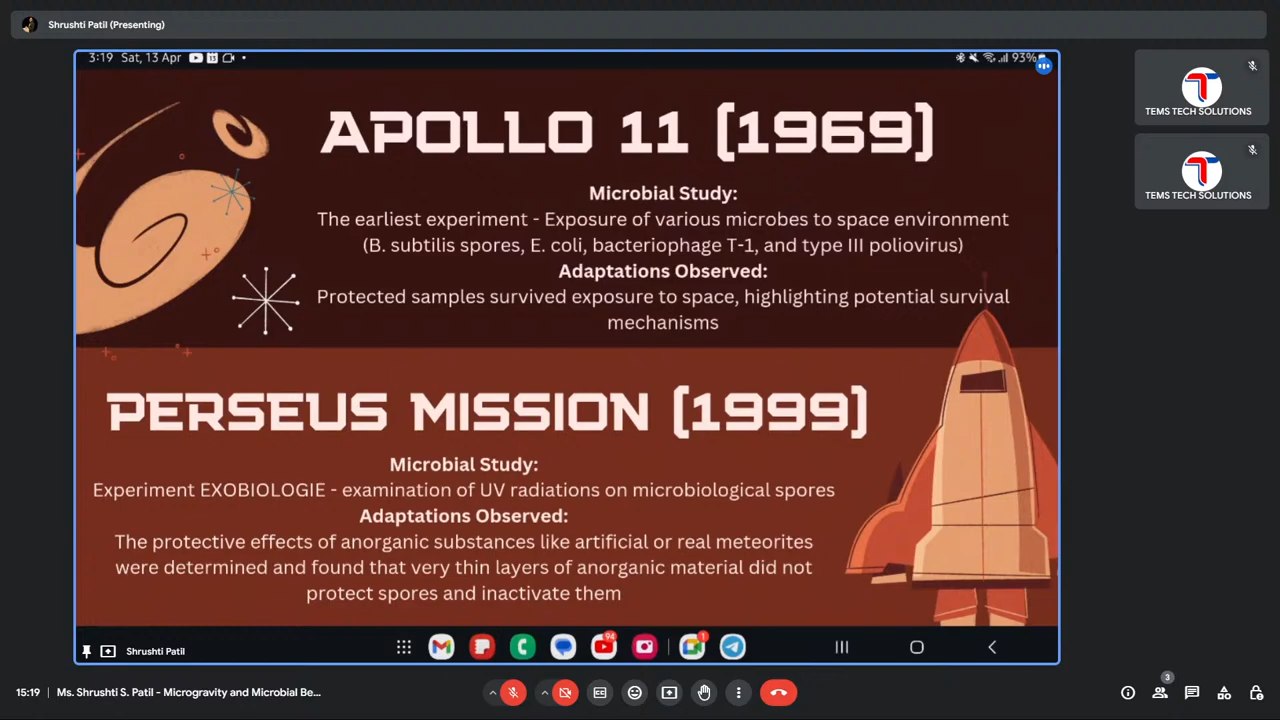 Shrushti Patil (Presenting)
3:19 Sat, 13 Apr
93%
APOLLO 11 (1969)
Microbial Study:
The earliest experiment - Exposure of various microbes to space environment
(B. subtilis spores, E. coli, bacteriophage T-1, and type III poliovirus)
Adaptations Observed:
Protected samples survived exposure to space, highlighting potential survival
mechanisms
PERSEUS MISSION (1999)
Microbial Study:
Experiment EXOBIOLOGIE - examination of UV radiations on microbiological spores
Adaptations Observed:
The protective effects of anorganic substances like artificial or real meteorites
were determined and found that very thin layers of anorganic material did not
protect spores and inactivate them
94
1
Shrushti Patil
TEMS TECH SOLUTIONS
TEMS TECH SOLUTIONS
15:19 | Ms. Shrushti S. Patil - Microgravity and Microbial Be...
3